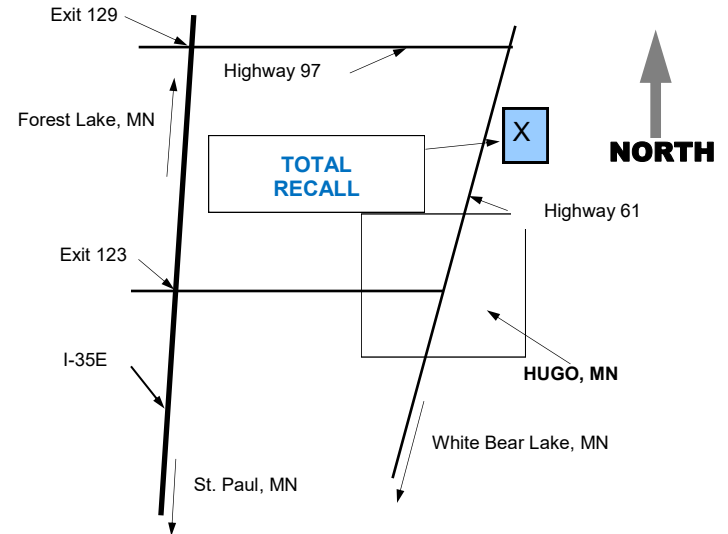 Exit 129
Highway 97
Forest Lake, MN
X
NORTH
TOTAL
RECALL
Highway 61
Exit 123
I-35E
HUGO, MN
White Bear Lake, MN
St. Paul, MN